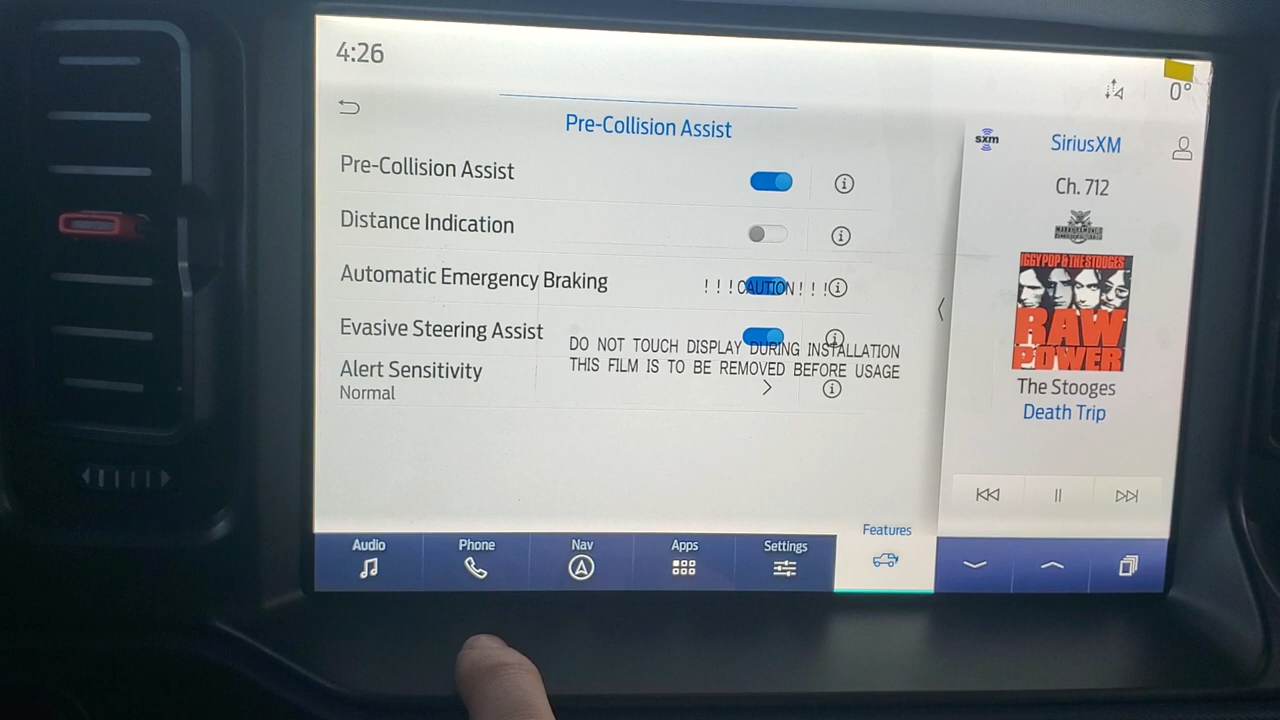 4:26
0°
Pre-Collision Assist
Pre-Collision Assist
Distance Indication
Automatic Emergency Braking
! ! ! CAUTION ! ! !
Evasive Steering Assist
DO NOT TOUCH DISPLAY DURING INSTALLATION
THIS FILM IS TO BE REMOVED BEFORE USAGE
Alert Sensitivity
Normal
sxm
SiriusXM
Ch. 712
IGGY POP & THE STOOGES
RAW
POWER
The Stooges
Death Trip
Audio
Phone
Nav
Apps
Settings
Features